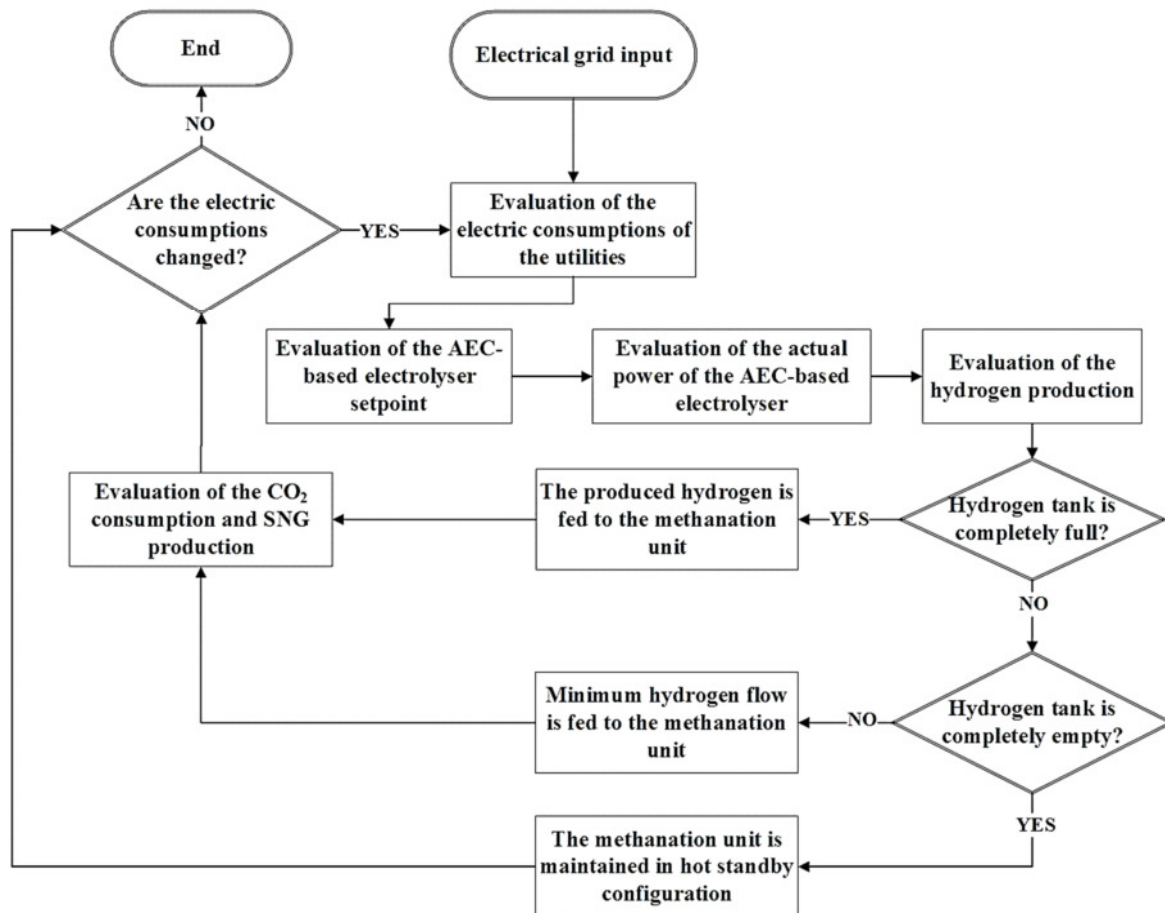 End
Electrical grid input
NO
Are the electric
consumptions
changed?
YES
Evaluation of the
electric consumptions of
the utilities
Evaluation of the AEC-
based electrolyser
setpoint
Evaluation of the actual
power of the AEC-based
electrolyser
Evaluation of the
hydrogen production
Evaluation of the CO₂
consumption and SNG
production
The produced hydrogen is
fed to the methanation
unit
YES
Hydrogen tank is
completely full?
NO
Minimum hydrogen flow
is fed to the methanation
unit
NO
Hydrogen tank is
completely empty?
YES
The methanation unit is
maintained in hot standby
configuration